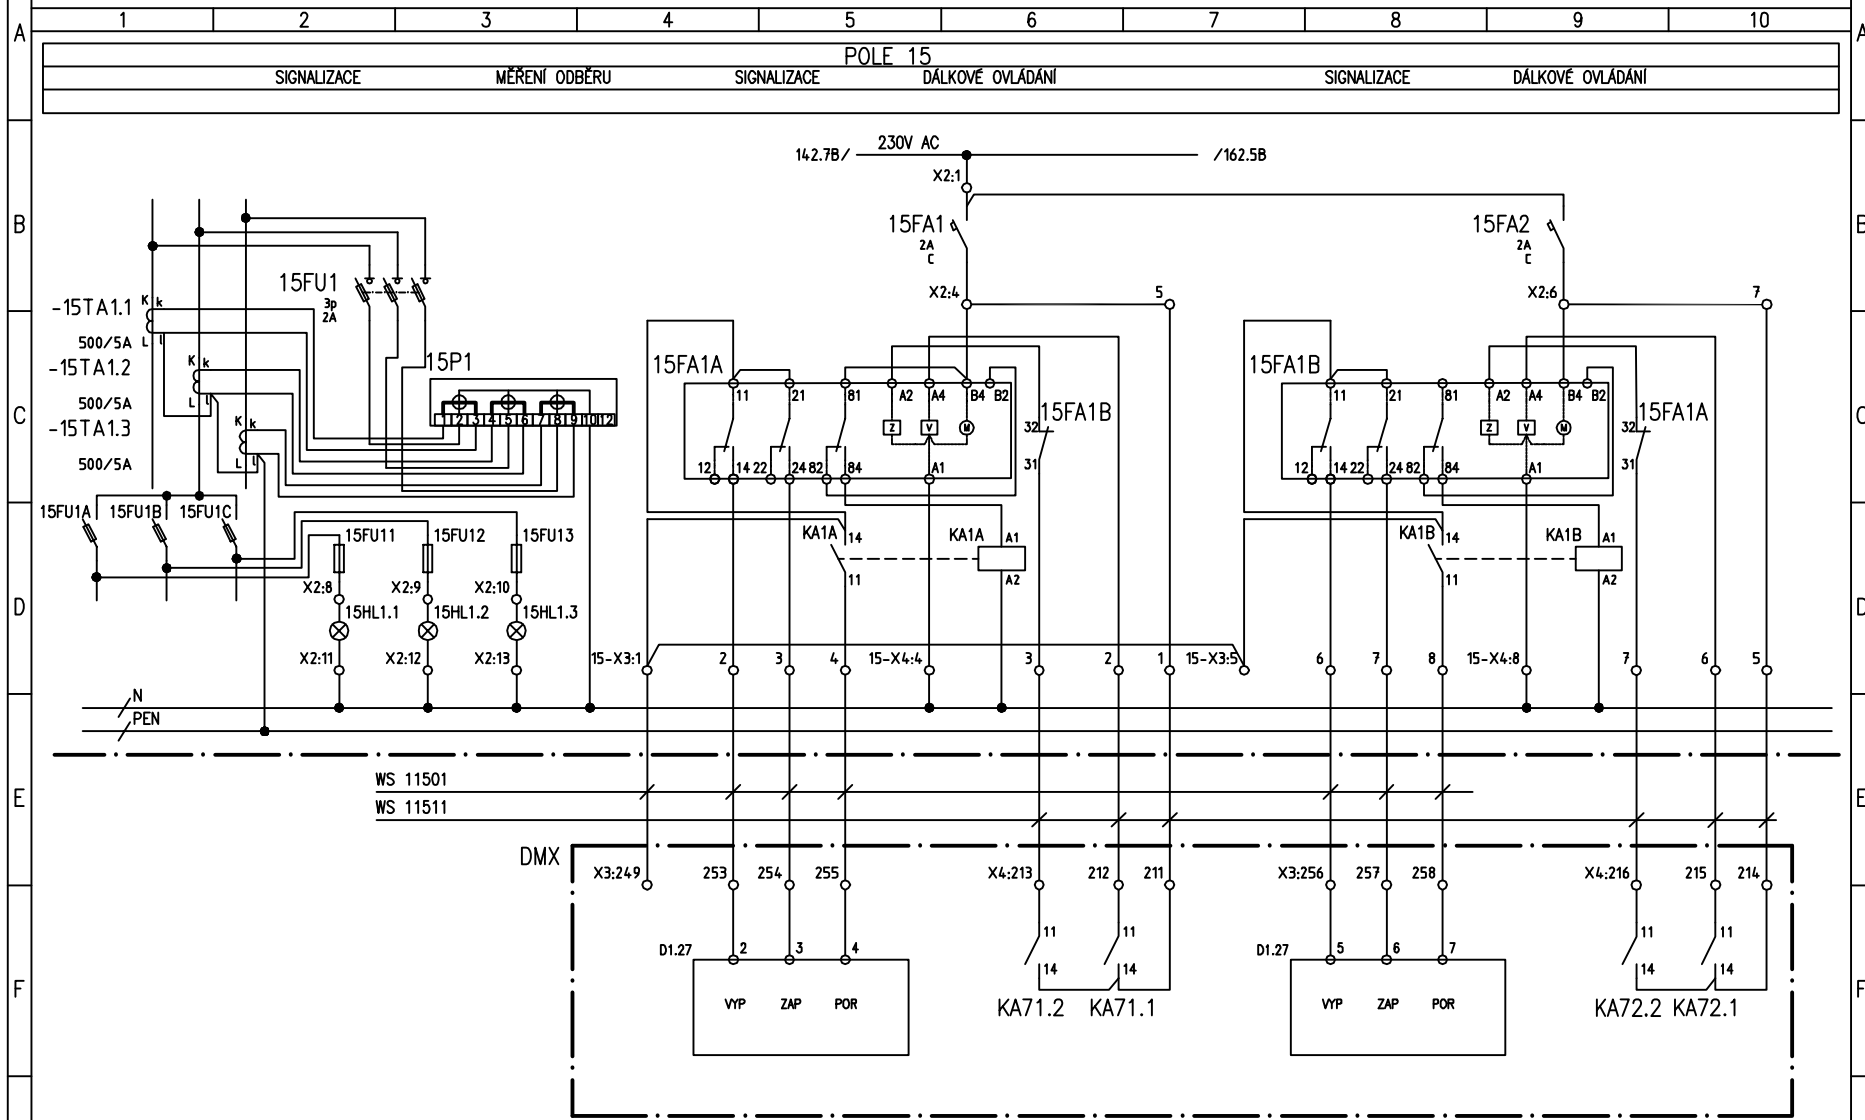 1 2 3 4 5 6 7 8 9 10
A A
POLE 15
SIGNALIZACE MĚŘENÍ ODBĚRU SIGNALIZACE DÁLKOVÉ OVLÁDÁNÍ SIGNALIZACE DÁLKOVÉ OVLÁDÁNÍ
230V AC
142.7B/ /162.5B
X2:1
B 15FA1 15FA2 B
2A 2A
C C
15FU1
3p
2A
X2:4 5 X2:6 7
-15TA1.1 K k
500/5A L l
-15TA1.2 K k
500/5A L l
-15TA1.3 K k
500/5A L l
15P1
1 2 3 4 5 6 7 8 9 10 12
15FA1A 15FA1B
11 21 81 A2 A4 B4 B2 11 21 81 A2 A4 B4 B2
C 15FA1B 15FA1A C
Z V M 32 Z V M 32
31 31
12 14 22 24 82 84 A1 12 14 22 24 82 84 A1
15FU1A 15FU1B 15FU1C
15FU11 15FU12 15FU13
KA1A 14 KA1A A1 KA1B 14 KA1B A1
11 A2 11 A2
X2:8 X2:9 X2:10
D 15HL1.1 15HL1.2 15HL1.3 D
X2:11 X2:12 X2:13 15-X3:1 2 3 4 15-X4:4 3 2 1 15-X3:5 6 7 8 15-X4:8 7 6 5
N
PEN
WS 11501
E E
WS 11511
DMX
X3:249 253 254 255 X4:213 212 211 X3:256 257 258 X4:216 215 214
11 11 11 11
D1.27 2 3 4 D1.27 5 6 7
14 14 14 14
F F
VYP ZAP POR KA71.2 KA71.1 VYP ZAP POR KA72.2 KA72.1